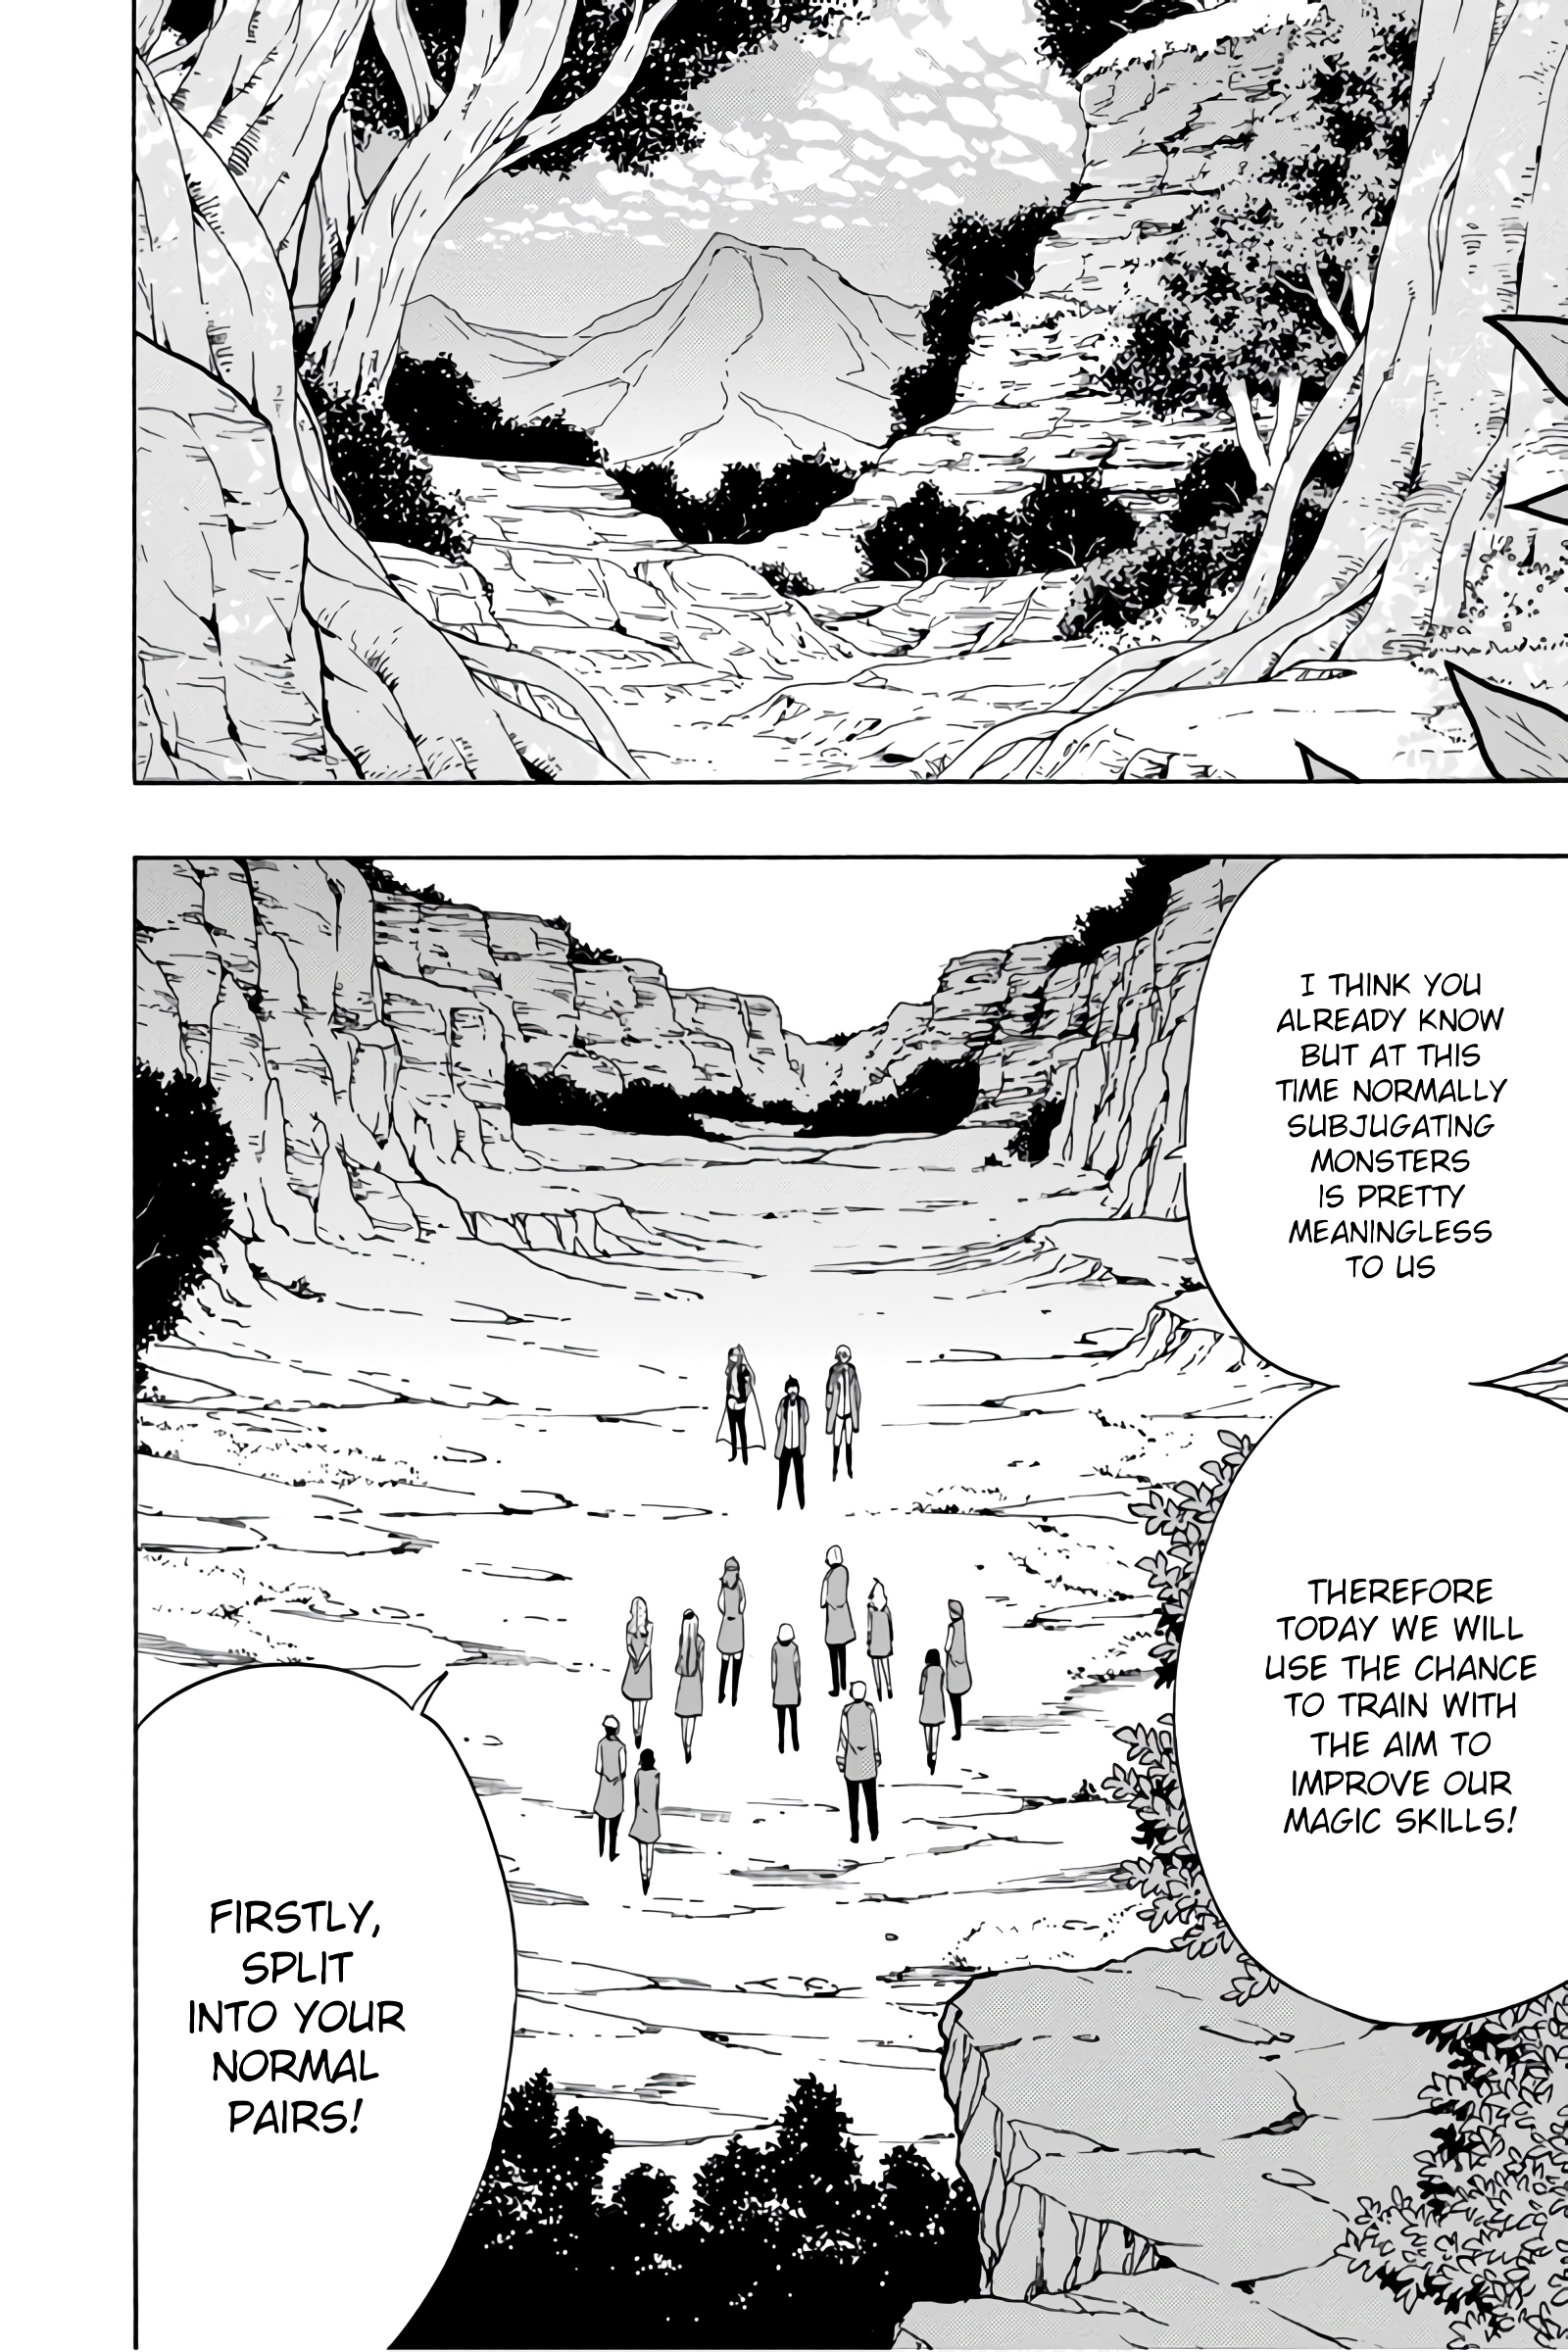 I THINK YOU
ALREADY KNOW
BUT AT THIS
TIME NORMALLY
SUBJUGATING
MONSTERS
IS PRETTY
MEANINGLESS
TO US
THEREFORE
TODAY WE WILL
USE THE CHANCE
TO TRAIN WITH
THE AIM TO
IMPROVE OUR
MAGIC SKILLS!
FIRSTLY,
SPLIT
INTO YOUR
NORMAL
PAIRS!